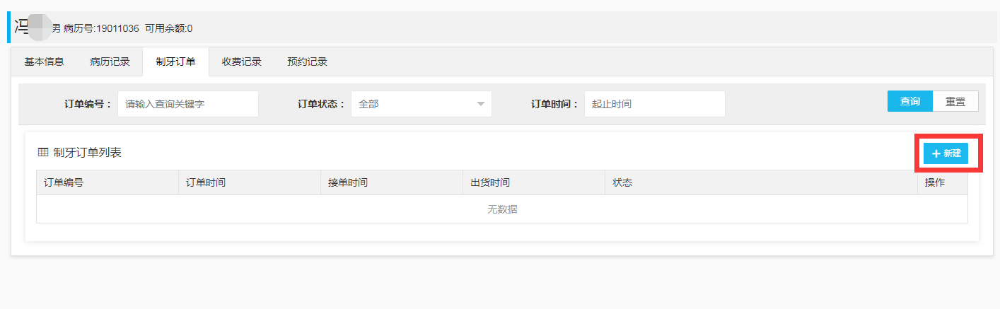 冯 男 病历号:19011036 可用余额:0
基本信息 病历记录 制牙订单 收费记录 预约记录
订单编号： 请输入查询关键字 订单状态： 全部 订单时间： 起止时间 查询 重置
制牙订单列表 新建
订单编号 订单时间 接单时间 出货时间 状态 操作
无数据